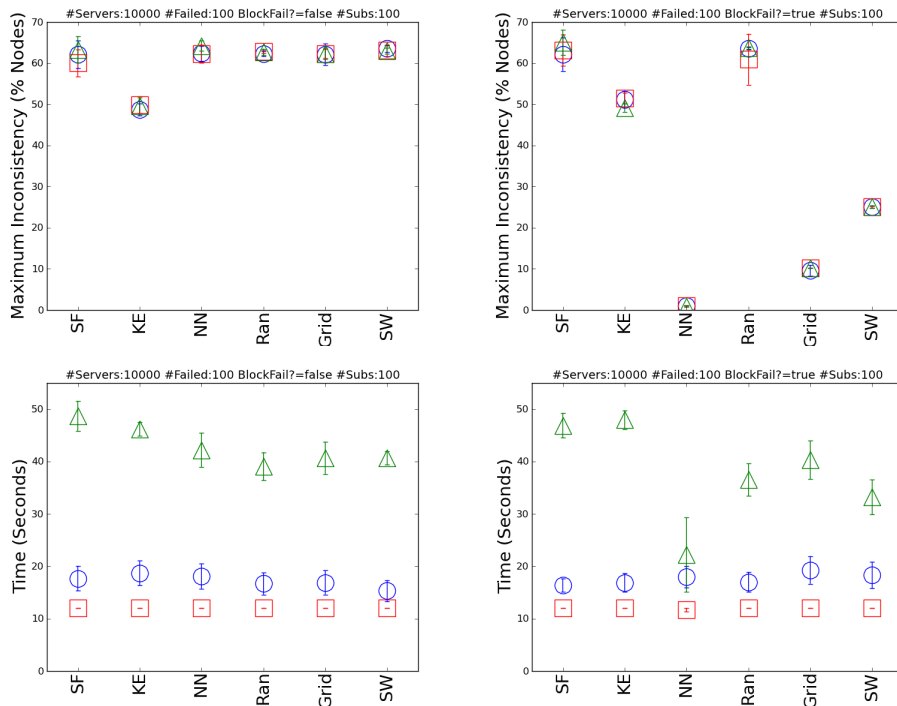 #Servers:10000 #Failed:100 BlockFail?=false #Subs:100
Maximum Inconsistency (% Nodes)
70
60
50
40
30
20
10
0
SF
KE
NN
Ran
Grid
SW
#Servers:10000 #Failed:100 BlockFail?=true #Subs:100
Maximum Inconsistency (% Nodes)
70
60
50
40
30
20
10
0
SF
KE
NN
Ran
Grid
SW
#Servers:10000 #Failed:100 BlockFail?=false #Subs:100
Time (Seconds)
50
40
30
20
10
0
SF
KE
NN
Ran
Grid
SW
#Servers:10000 #Failed:100 BlockFail?=true #Subs:100
Time (Seconds)
50
40
30
20
10
0
SF
KE
NN
Ran
Grid
SW